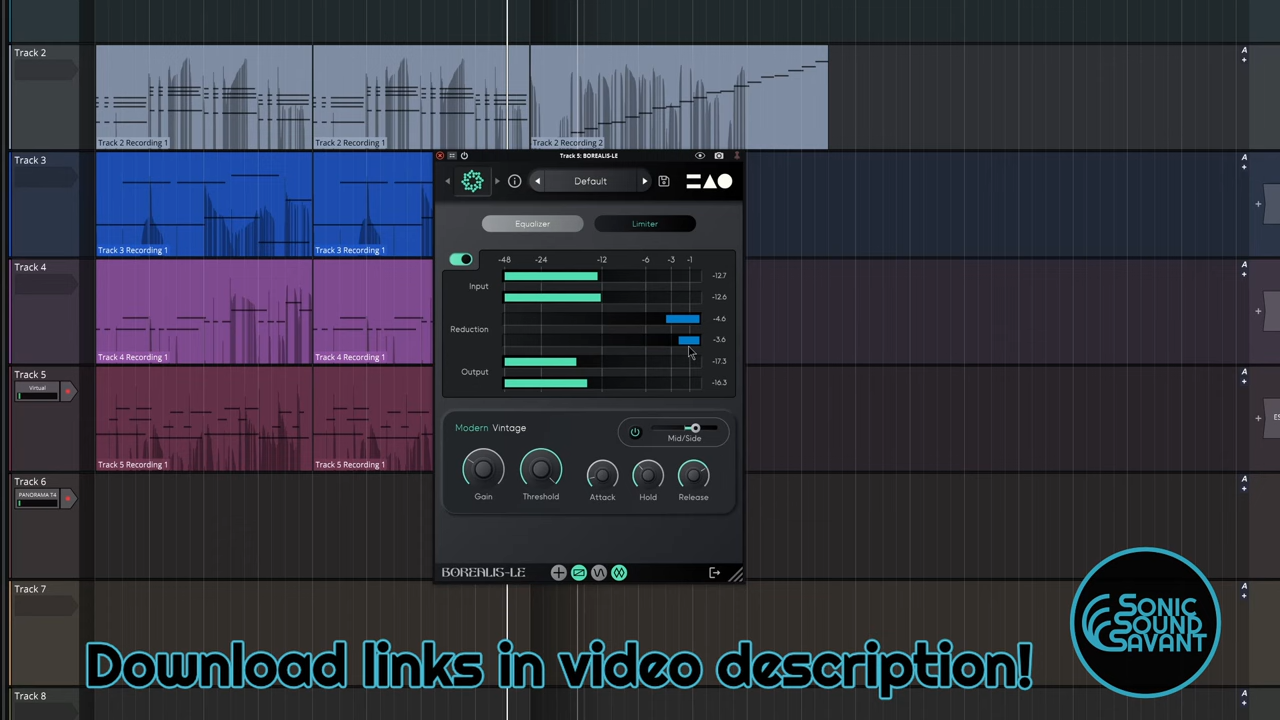 Track 2
A
Track 2 Recording 1
Track 2 Recording 1
Track 2 Recording 2
Track 3
A
Track 5: BOREALIS-LE
Default
Equalizer
Limiter
Track 3 Recording 1
Track 3 Recording 1
-48 -24 -12 -6 -3 -1
Track 4
A
Input
-12.7
-12.6
Reduction
-4.6
-3.6
Output
-17.3
-16.3
Track 4 Recording 1
Track 4 Recording 1
Track 5
A
Virtual
ES
Modern Vintage
Mid/Side
Track 5 Recording 1
Track 5 Recording 1
Gain
Threshold
Attack
Hold
Release
Track 6
A
PANORAMA T4
BOREALIS-LE
Track 7
A
SONIC
SOUND
SAVANT
Download links in video description!
Track 8
A